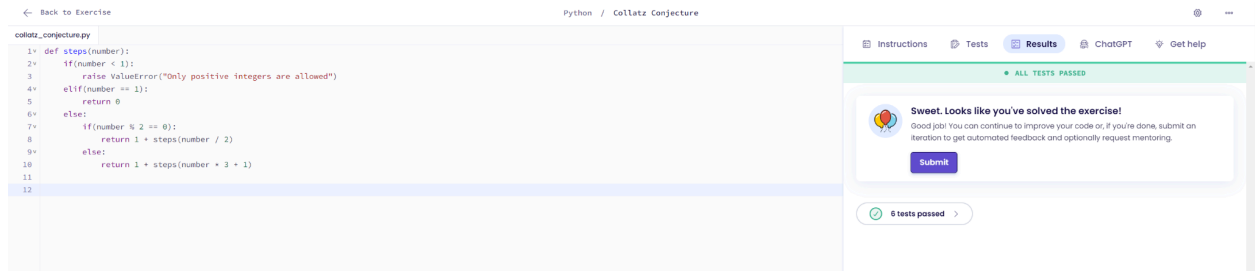 Back to Exercise
Python / Collatz Conjecture
collatz_conjecture.py
1 def steps(number):
2 if(number < 1):
3 raise ValueError("Only positive integers are allowed")
4 elif(number == 1):
5 return 0
6 else:
7 if(number % 2 == 0):
8 return 1 + steps(number / 2)
9 else:
10 return 1 + steps(number * 3 + 1)
11
12
Instructions Tests Results ChatGPT Get help
ALL TESTS PASSED
Sweet. Looks like you've solved the exercise!
Good job! You can continue to improve your code or, if you're done, submit an
iteration to get automated feedback and optionally request mentoring.
Submit
6 tests passed